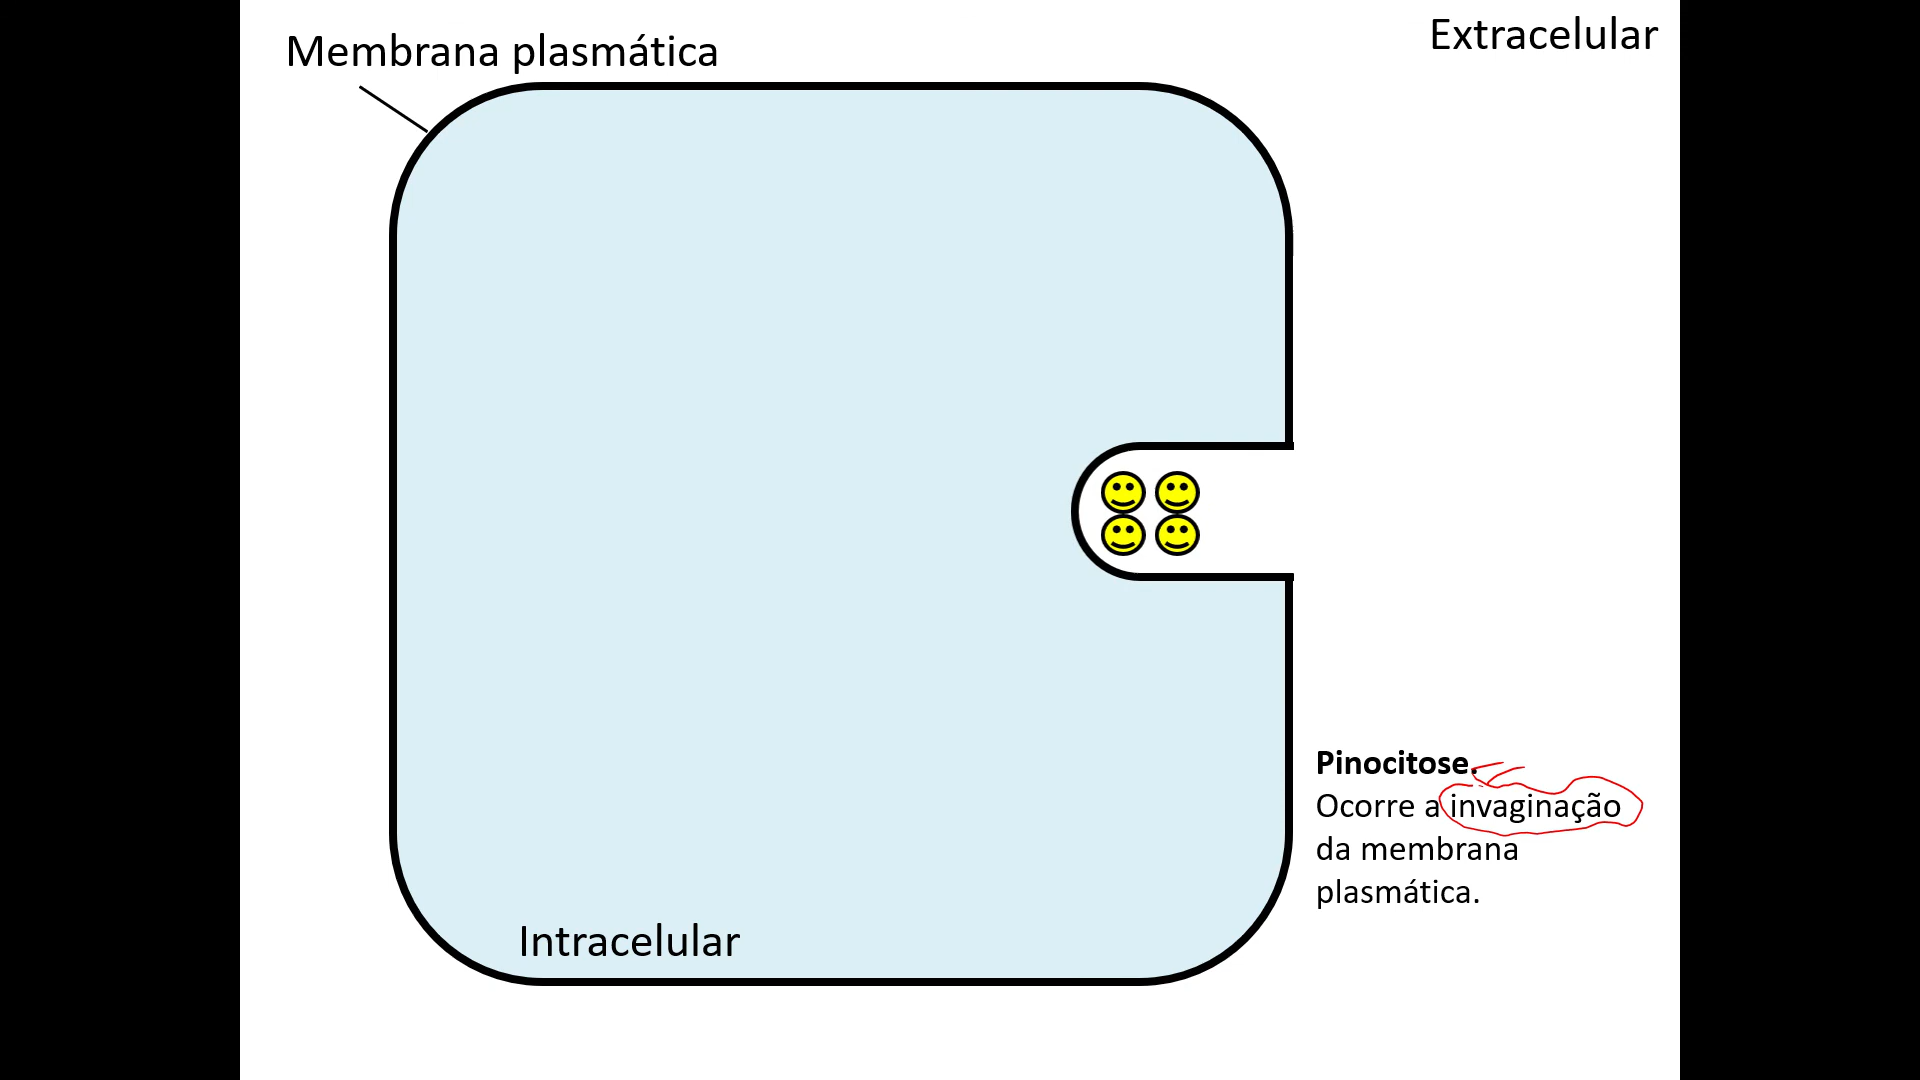 Membrana plasmática
Extracelular
Pinocitose.
Ocorre a invaginação
da membrana
plasmática.
Intracelular